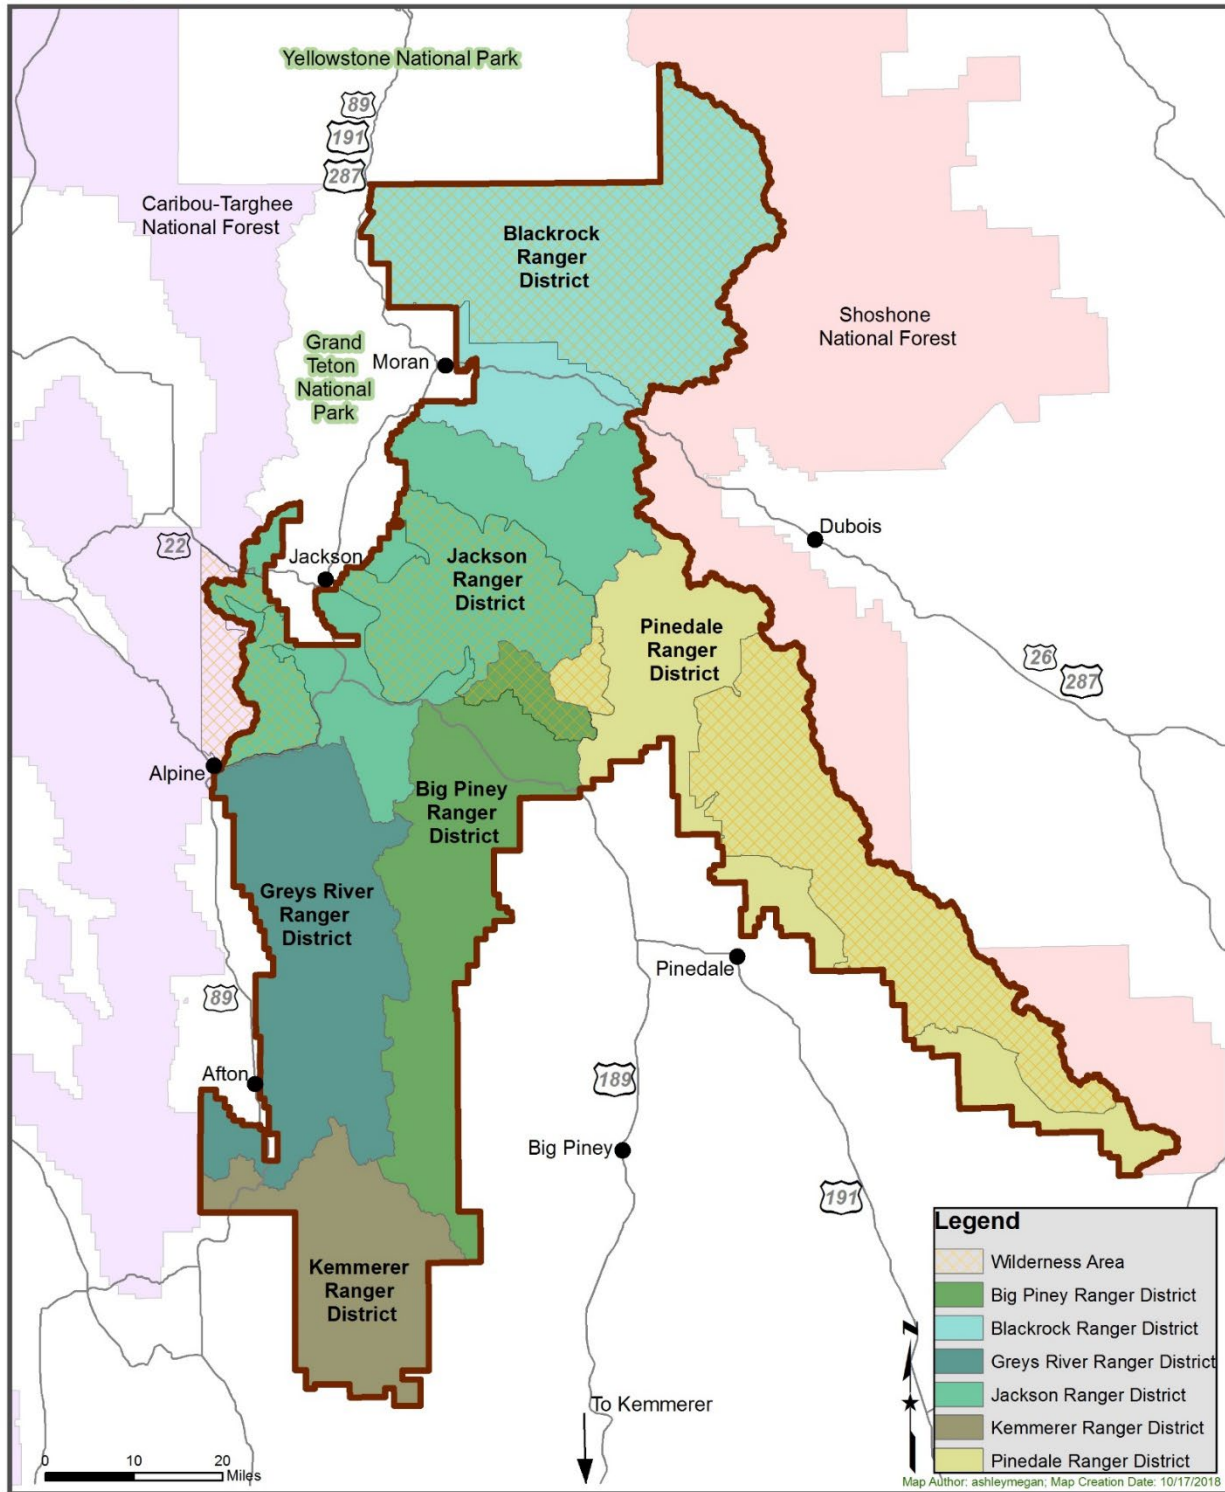 Yellowstone National Park
89
191
287
Caribou-Targhee
National Forest
Blackrock
Ranger
District
Shoshone
National Forest
Grand
Teton
National
Park
Moran
22
Jackson
Dubois
Jackson
Ranger
District
Pinedale
Ranger
District
26
287
Alpine
Big Piney
Ranger
District
Greys River
Ranger
District
Pinedale
89
Afton
189
Big Piney
191
Kemmerer
Ranger
District
To Kemmerer
Legend
Wilderness Area
Big Piney Ranger District
Blackrock Ranger District
Greys River Ranger District
Jackson Ranger District
Kemmerer Ranger District
Pinedale Ranger District
N
0 10 20
Miles
Map Author: ashleymegan; Map Creation Date: 10/17/2018